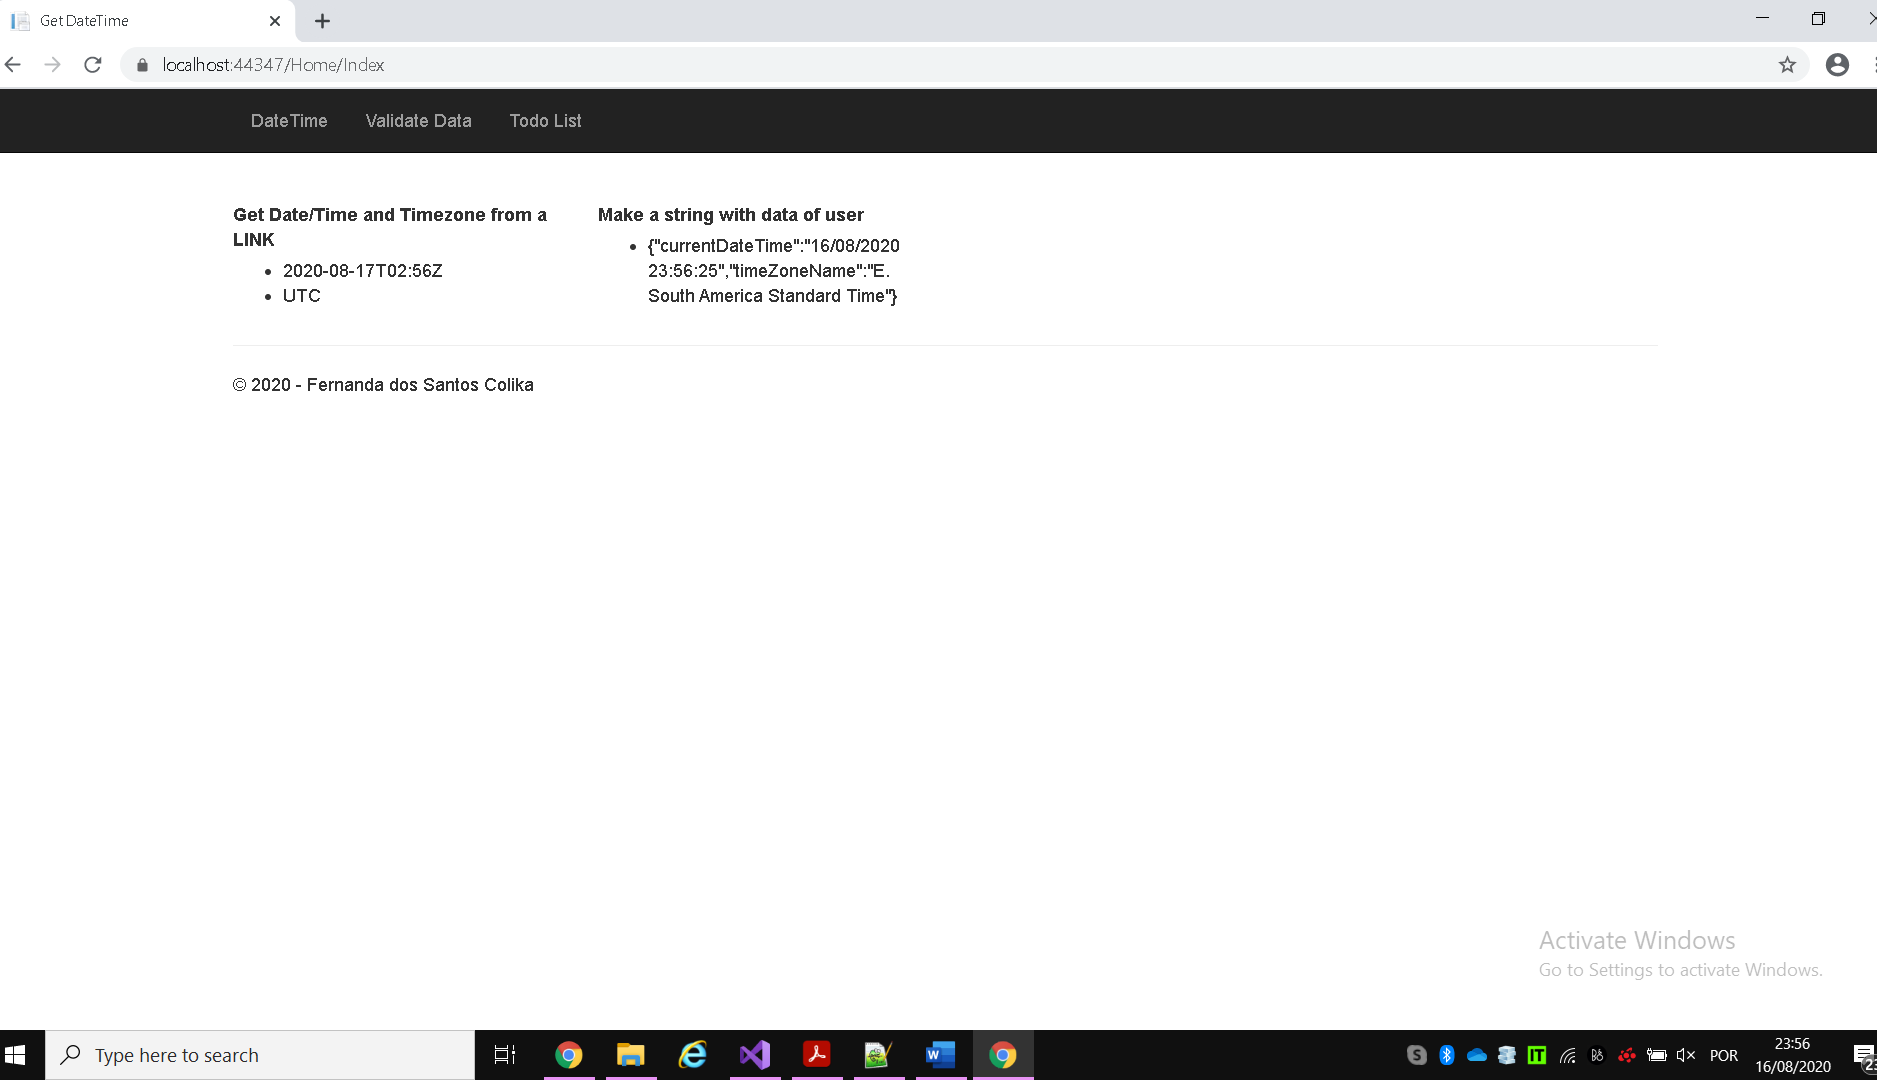 Get DateTime
localhost:44347/Home/Index
DateTime Validate Data Todo List
Get Date/Time and Timezone from a
LINK
2020-08-17T02:56Z
UTC
Make a string with data of user
{"currentDateTime":"16/08/2020
23:56:25","timeZoneName":"E.
South America Standard Time"}
© 2020 - Fernanda dos Santos Colika
Activate Windows
Go to Settings to activate Windows.
Type here to search
POR
23:56
16/08/2020